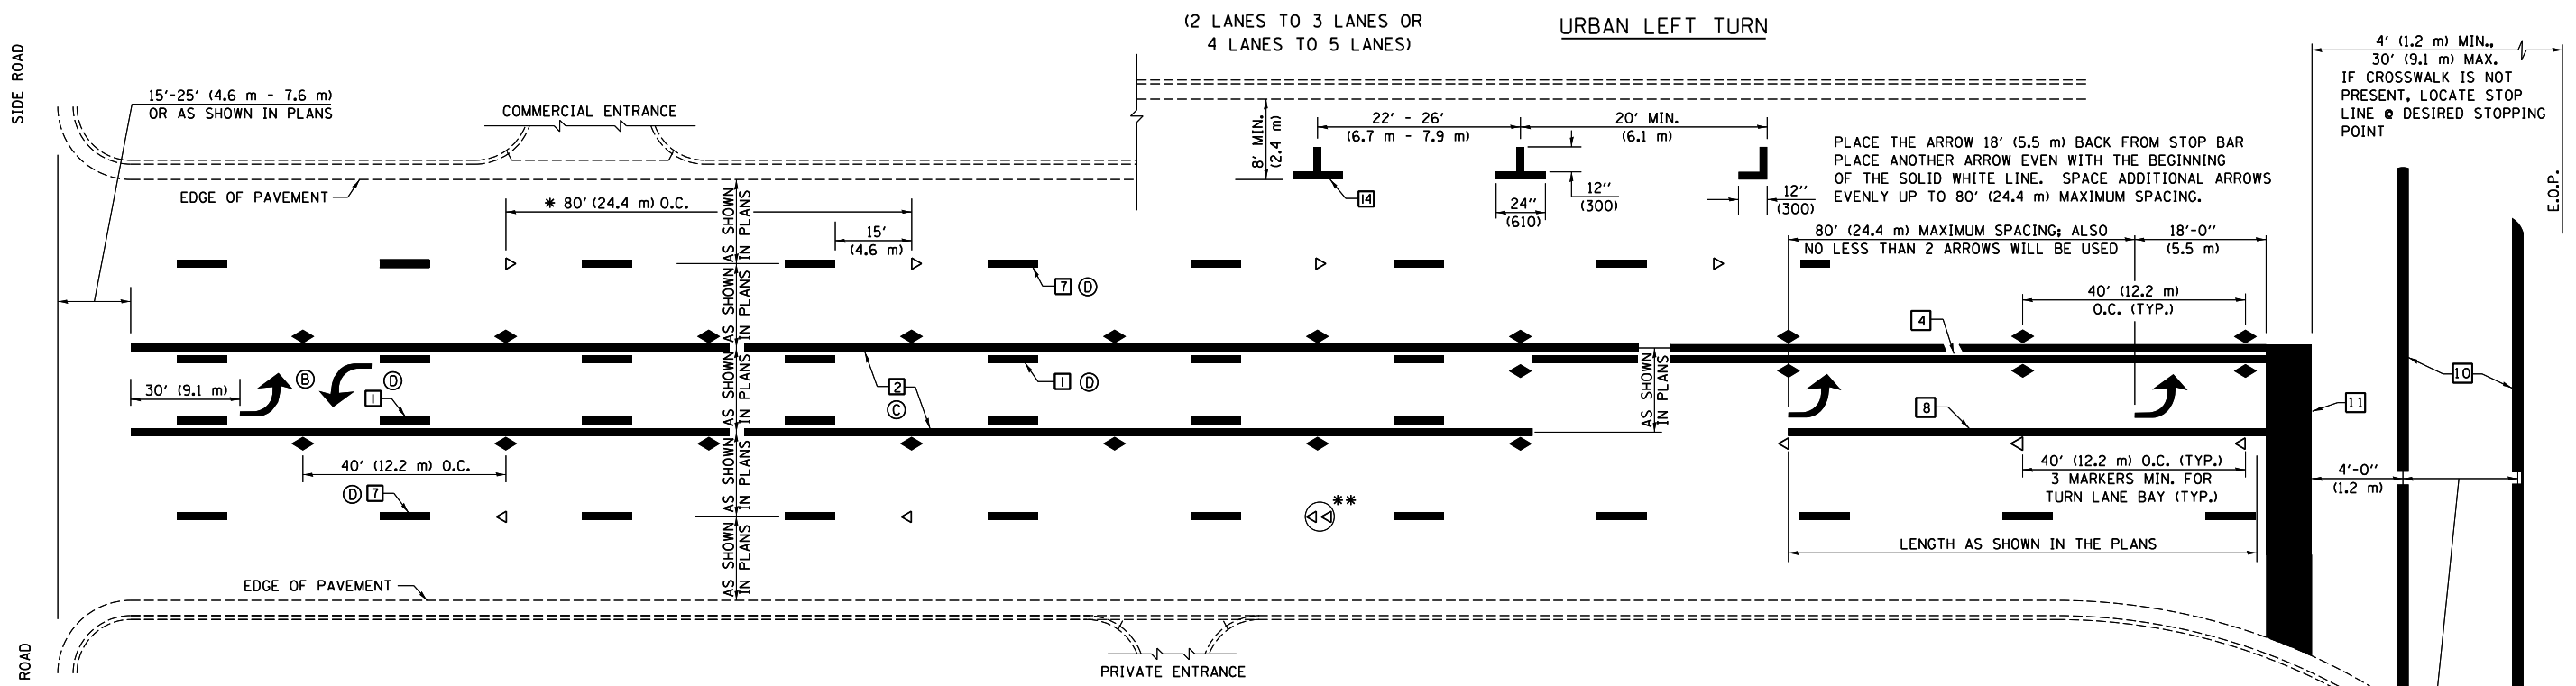 (2 LANES TO 3 LANES OR
4 LANES TO 5 LANES)
URBAN LEFT TURN
SIDE ROAD
15'-25' (4.6 m - 7.6 m)
OR AS SHOWN IN PLANS
COMMERCIAL ENTRANCE
EDGE OF PAVEMENT
8' MIN.
(2.4 m)
22' - 26'
(6.7 m - 7.9 m)
20' MIN.
(6.1 m)
14
24"
(610)
12"
(300)
12"
(300)
4' (1.2 m) MIN.,
30' (9.1 m) MAX.
IF CROSSWALK IS NOT
PRESENT, LOCATE STOP
LINE @ DESIRED STOPPING
POINT
E.O.P.
PLACE THE ARROW 18' (5.5 m) BACK FROM STOP BAR
PLACE ANOTHER ARROW EVEN WITH THE BEGINNING
OF THE SOLID WHITE LINE. SPACE ADDITIONAL ARROWS
EVENLY UP TO 80' (24.4 m) MAXIMUM SPACING.
* 80' (24.4 m) O.C.
15'
(4.6 m)
AS SHOWN
IN PLANS
80' (24.4 m) MAXIMUM SPACING; ALSO
NO LESS THAN 2 ARROWS WILL BE USED
18'-0"
(5.5 m)
7 D
AS SHOWN
IN PLANS
40' (12.2 m)
O.C. (TYP.)
4
30' (9.1 m)
B
D
1
AS SHOWN
IN PLANS
2
C
1 D
AS SHOWN
IN PLANS
8
11
10
40' (12.2 m) O.C.
D 7
AS SHOWN
IN PLANS
**
40' (12.2 m) O.C. (TYP.)
3 MARKERS MIN. FOR
TURN LANE BAY (TYP.)
4'-0"
(1.2 m)
LENGTH AS SHOWN IN THE PLANS
EDGE OF PAVEMENT
AS SHOWN
IN PLANS
PRIVATE ENTRANCE
ROAD